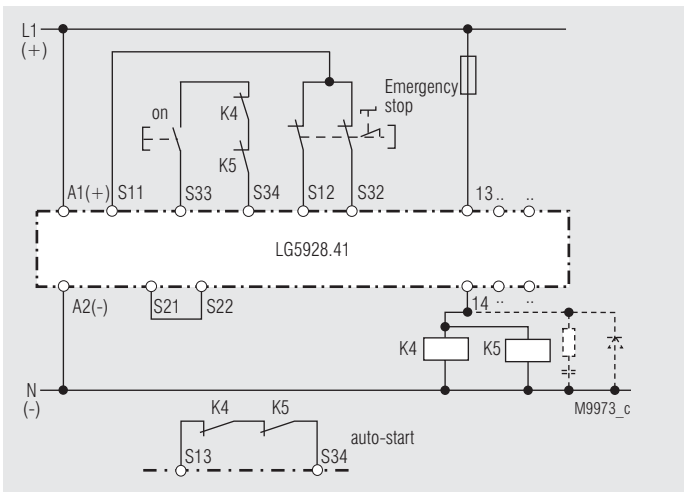 L1
(+)
Emergency
stop
on
K4
K5
A1(+) S11 S33 S34 S12 S32 13 .. ..
LG5928.41
A2(-) S21 S22 14 .. ..
K4 K5
N
(-)
M9973_c
K4 K5
auto-start
S13 S34